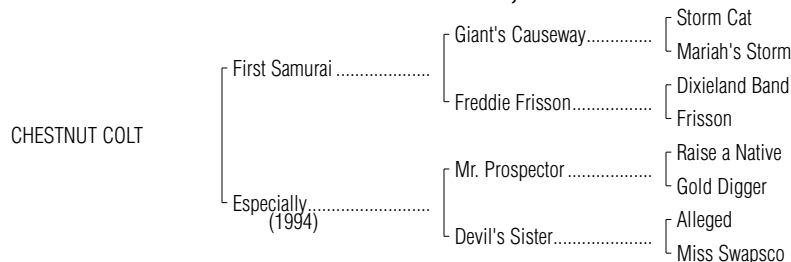 Storm Cat
Giant's Causeway..............
Mariah's Storm
First Samurai ....................
Dixieland Band
Freddie Frisson.................
Frisson
CHESTNUT COLT
Raise a Native
Mr. Prospector ..................
Gold Digger
Especially..........................
(1994)
Alleged
Devil's Sister.....................
Miss Swapsco